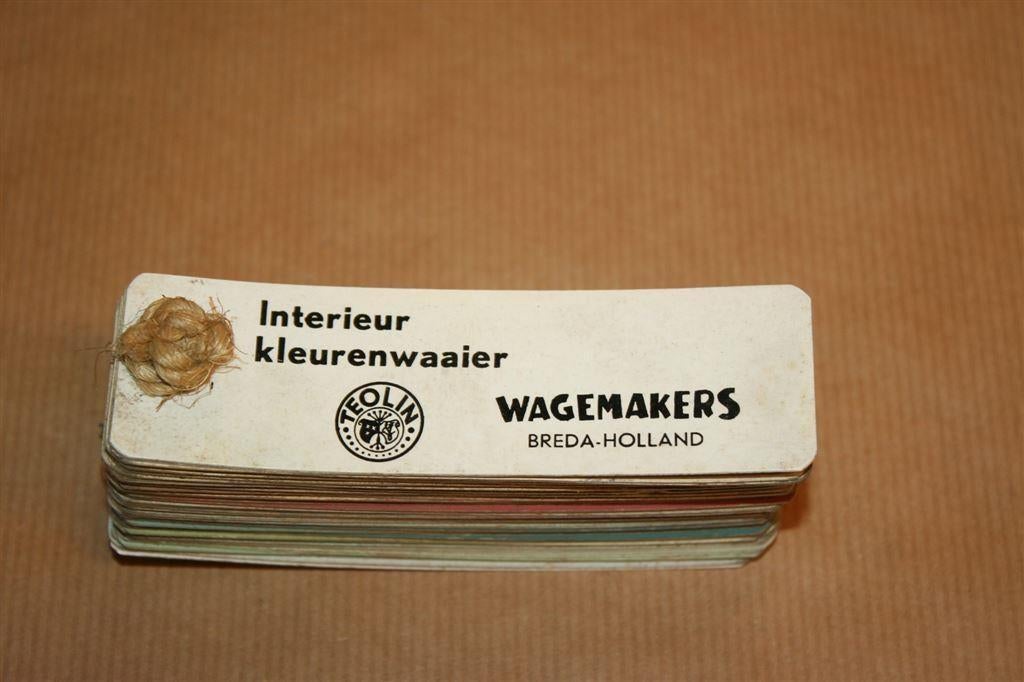 Interieur
kleurenwaaier
TEOLIN
WAGEMAKERS
BREDA-HOLLAND